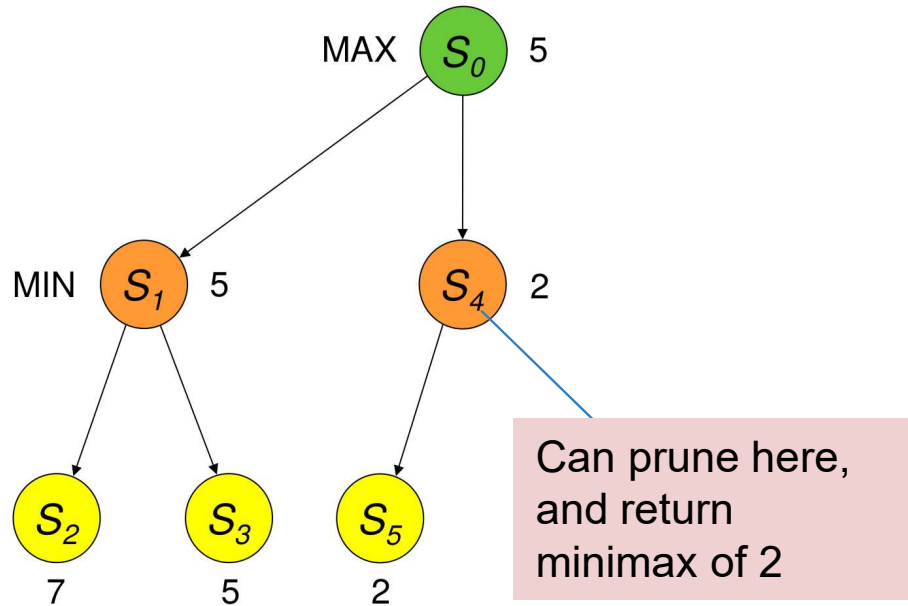 MAX S₀ 5
MIN S₁ 5 S₄ 2
Can prune here,
and return
minimax of 2
S₂ S₃ S₅
7 5 2